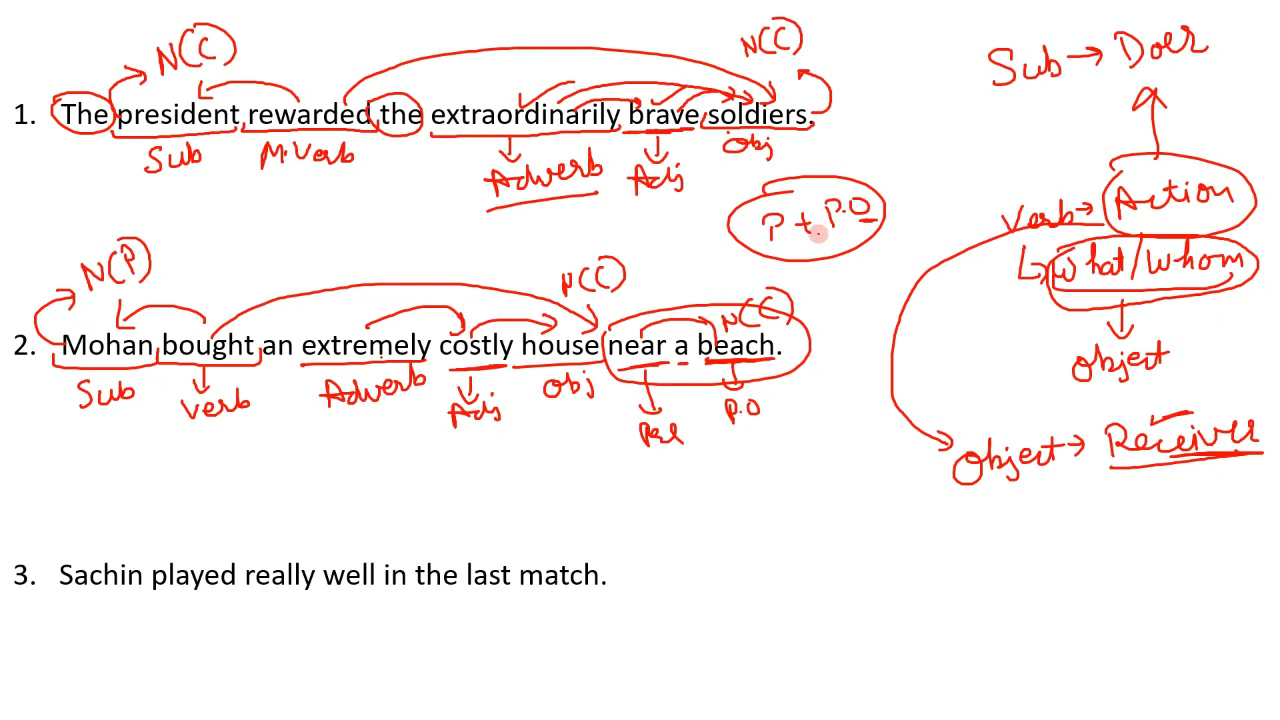 N(C)
N(C)
Sub → Doer
1. The president rewarded the extraordinarily brave soldiers.
Sub M.Verb Obj
Adverb Adj
Verb → Action
P + P.O
What/Whom
N(P)
N(C)
N(C)
2. Mohan bought an extremely costly house near a beach.
Object
Sub Verb Adverb Adj Obj P.O
Object → Receiver
3. Sachin played really well in the last match.